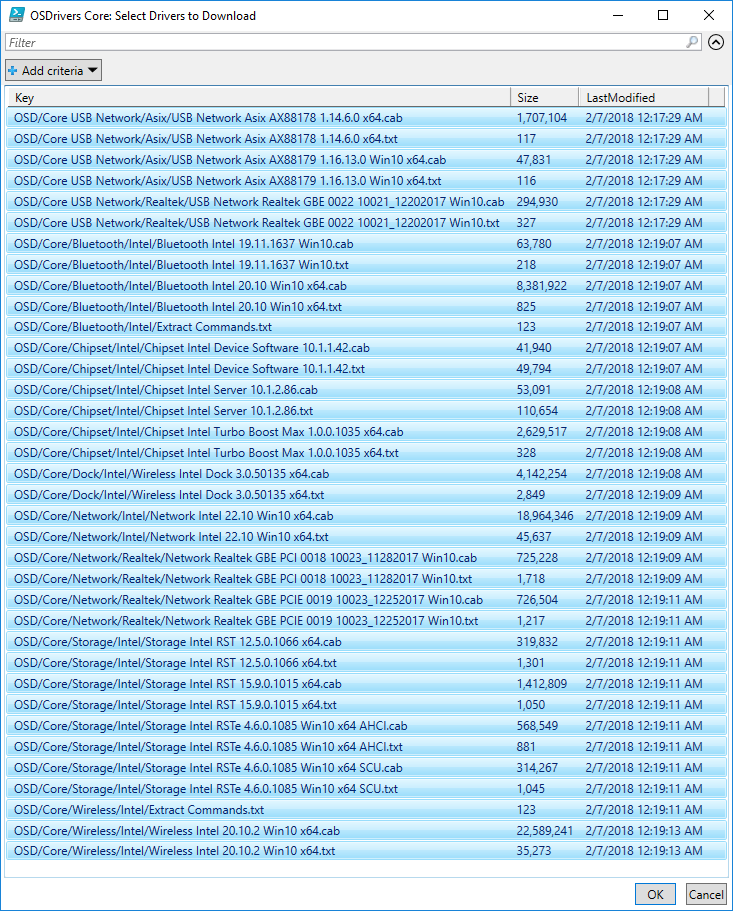 OSDrivers Core: Select Drivers to Download
Filter
Add criteria
Key Size LastModified
OSD/Core USB Network/Asix/USB Network Asix AX88178 1.14.6.0 x64.cab 1,707,104 2/7/2018 12:17:29 AM
OSD/Core USB Network/Asix/USB Network Asix AX88178 1.14.6.0 x64.txt 117 2/7/2018 12:17:29 AM
OSD/Core USB Network/Asix/USB Network Asix AX88179 1.16.13.0 Win10 x64.cab 47,831 2/7/2018 12:17:29 AM
OSD/Core USB Network/Asix/USB Network Asix AX88179 1.16.13.0 Win10 x64.txt 116 2/7/2018 12:17:29 AM
OSD/Core USB Network/Realtek/USB Network Realtek GBE 0022 10021_12202017 Win10.cab 294,930 2/7/2018 12:17:29 AM
OSD/Core USB Network/Realtek/USB Network Realtek GBE 0022 10021_12202017 Win10.txt 327 2/7/2018 12:17:29 AM
OSD/Core/Bluetooth/Intel/Bluetooth Intel 19.11.1637 Win10.cab 63,780 2/7/2018 12:19:07 AM
OSD/Core/Bluetooth/Intel/Bluetooth Intel 19.11.1637 Win10.txt 218 2/7/2018 12:19:07 AM
OSD/Core/Bluetooth/Intel/Bluetooth Intel 20.10 Win10 x64.cab 8,381,922 2/7/2018 12:19:07 AM
OSD/Core/Bluetooth/Intel/Bluetooth Intel 20.10 Win10 x64.txt 825 2/7/2018 12:19:07 AM
OSD/Core/Bluetooth/Intel/Extract Commands.txt 123 2/7/2018 12:19:07 AM
OSD/Core/Chipset/Intel/Chipset Intel Device Software 10.1.1.42.cab 41,940 2/7/2018 12:19:07 AM
OSD/Core/Chipset/Intel/Chipset Intel Device Software 10.1.1.42.txt 49,794 2/7/2018 12:19:07 AM
OSD/Core/Chipset/Intel/Chipset Intel Server 10.1.2.86.cab 53,091 2/7/2018 12:19:08 AM
OSD/Core/Chipset/Intel/Chipset Intel Server 10.1.2.86.txt 110,654 2/7/2018 12:19:08 AM
OSD/Core/Chipset/Intel/Chipset Intel Turbo Boost Max 1.0.0.1035 x64.cab 2,629,517 2/7/2018 12:19:08 AM
OSD/Core/Chipset/Intel/Chipset Intel Turbo Boost Max 1.0.0.1035 x64.txt 328 2/7/2018 12:19:08 AM
OSD/Core/Dock/Intel/Wireless Intel Dock 3.0.50135 x64.cab 4,142,254 2/7/2018 12:19:08 AM
OSD/Core/Dock/Intel/Wireless Intel Dock 3.0.50135 x64.txt 2,849 2/7/2018 12:19:09 AM
OSD/Core/Network/Intel/Network Intel 22.10 Win10 x64.cab 18,964,346 2/7/2018 12:19:09 AM
OSD/Core/Network/Intel/Network Intel 22.10 Win10 x64.txt 45,637 2/7/2018 12:19:09 AM
OSD/Core/Network/Realtek/Network Realtek GBE PCI 0018 10023_11282017 Win10.cab 725,228 2/7/2018 12:19:09 AM
OSD/Core/Network/Realtek/Network Realtek GBE PCI 0018 10023_11282017 Win10.txt 1,718 2/7/2018 12:19:09 AM
OSD/Core/Network/Realtek/Network Realtek GBE PCIE 0019 10023_12252017 Win10.cab 726,504 2/7/2018 12:19:11 AM
OSD/Core/Network/Realtek/Network Realtek GBE PCIE 0019 10023_12252017 Win10.txt 1,217 2/7/2018 12:19:11 AM
OSD/Core/Storage/Intel/Storage Intel RST 12.5.0.1066 x64.cab 319,832 2/7/2018 12:19:11 AM
OSD/Core/Storage/Intel/Storage Intel RST 12.5.0.1066 x64.txt 1,301 2/7/2018 12:19:11 AM
OSD/Core/Storage/Intel/Storage Intel RST 15.9.0.1015 x64.cab 1,412,809 2/7/2018 12:19:11 AM
OSD/Core/Storage/Intel/Storage Intel RST 15.9.0.1015 x64.txt 1,050 2/7/2018 12:19:11 AM
OSD/Core/Storage/Intel/Storage Intel RSTe 4.6.0.1085 Win10 x64 AHCI.cab 568,549 2/7/2018 12:19:11 AM
OSD/Core/Storage/Intel/Storage Intel RSTe 4.6.0.1085 Win10 x64 AHCI.txt 881 2/7/2018 12:19:11 AM
OSD/Core/Storage/Intel/Storage Intel RSTe 4.6.0.1085 Win10 x64 SCU.cab 314,267 2/7/2018 12:19:11 AM
OSD/Core/Storage/Intel/Storage Intel RSTe 4.6.0.1085 Win10 x64 SCU.txt 1,045 2/7/2018 12:19:11 AM
OSD/Core/Wireless/Intel/Extract Commands.txt 123 2/7/2018 12:19:11 AM
OSD/Core/Wireless/Intel/Wireless Intel 20.10.2 Win10 x64.cab 22,589,241 2/7/2018 12:19:13 AM
OSD/Core/Wireless/Intel/Wireless Intel 20.10.2 Win10 x64.txt 35,273 2/7/2018 12:19:13 AM
OK Cancel